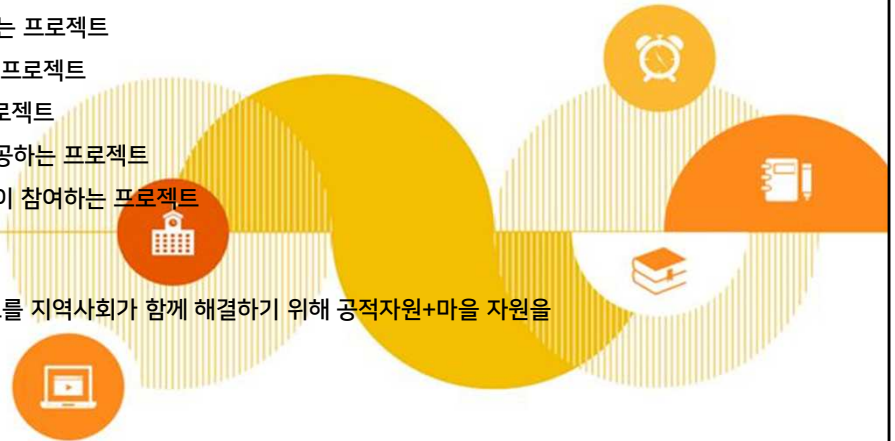 는 프로젝트
프로젝트
로젝트
공하는 프로젝트
이 참여하는 프로젝트
를 지역사회가 함께 해결하기 위해 공적자원+마을 자원을